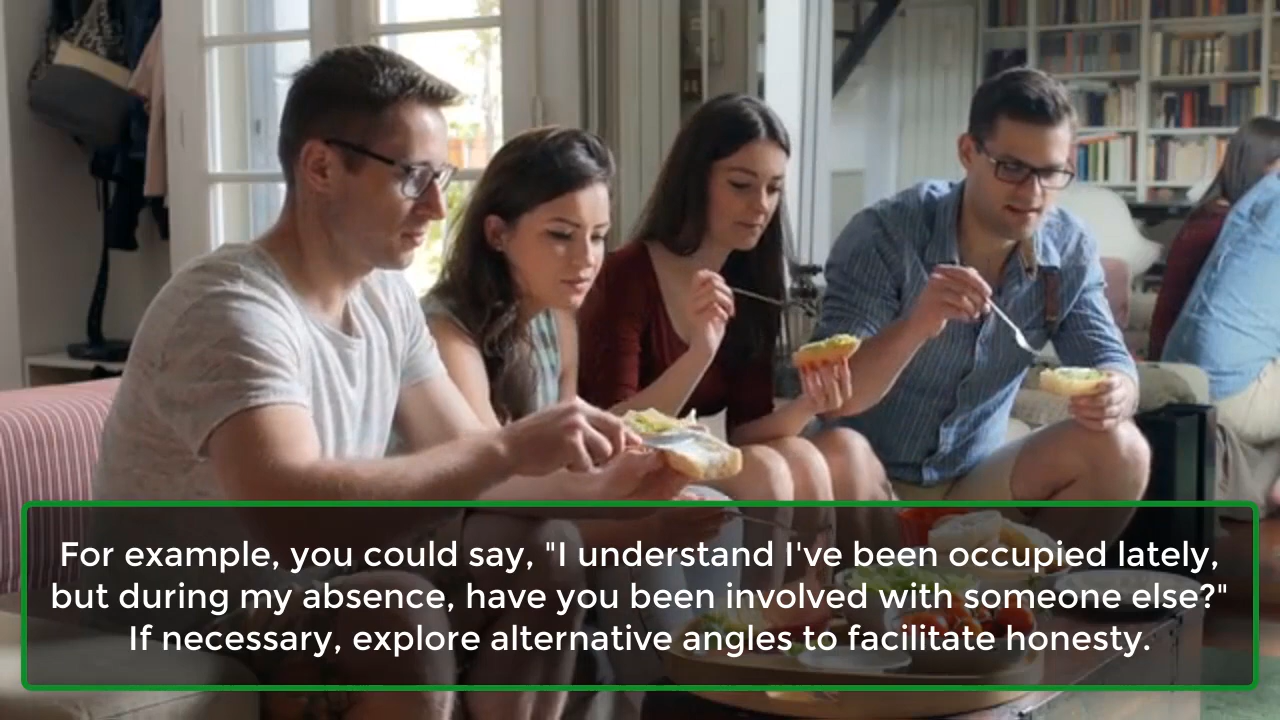 For example, you could say, "I understand I've been occupied lately,
but during my absence, have you been involved with someone else?"
If necessary, explore alternative angles to facilitate honesty.